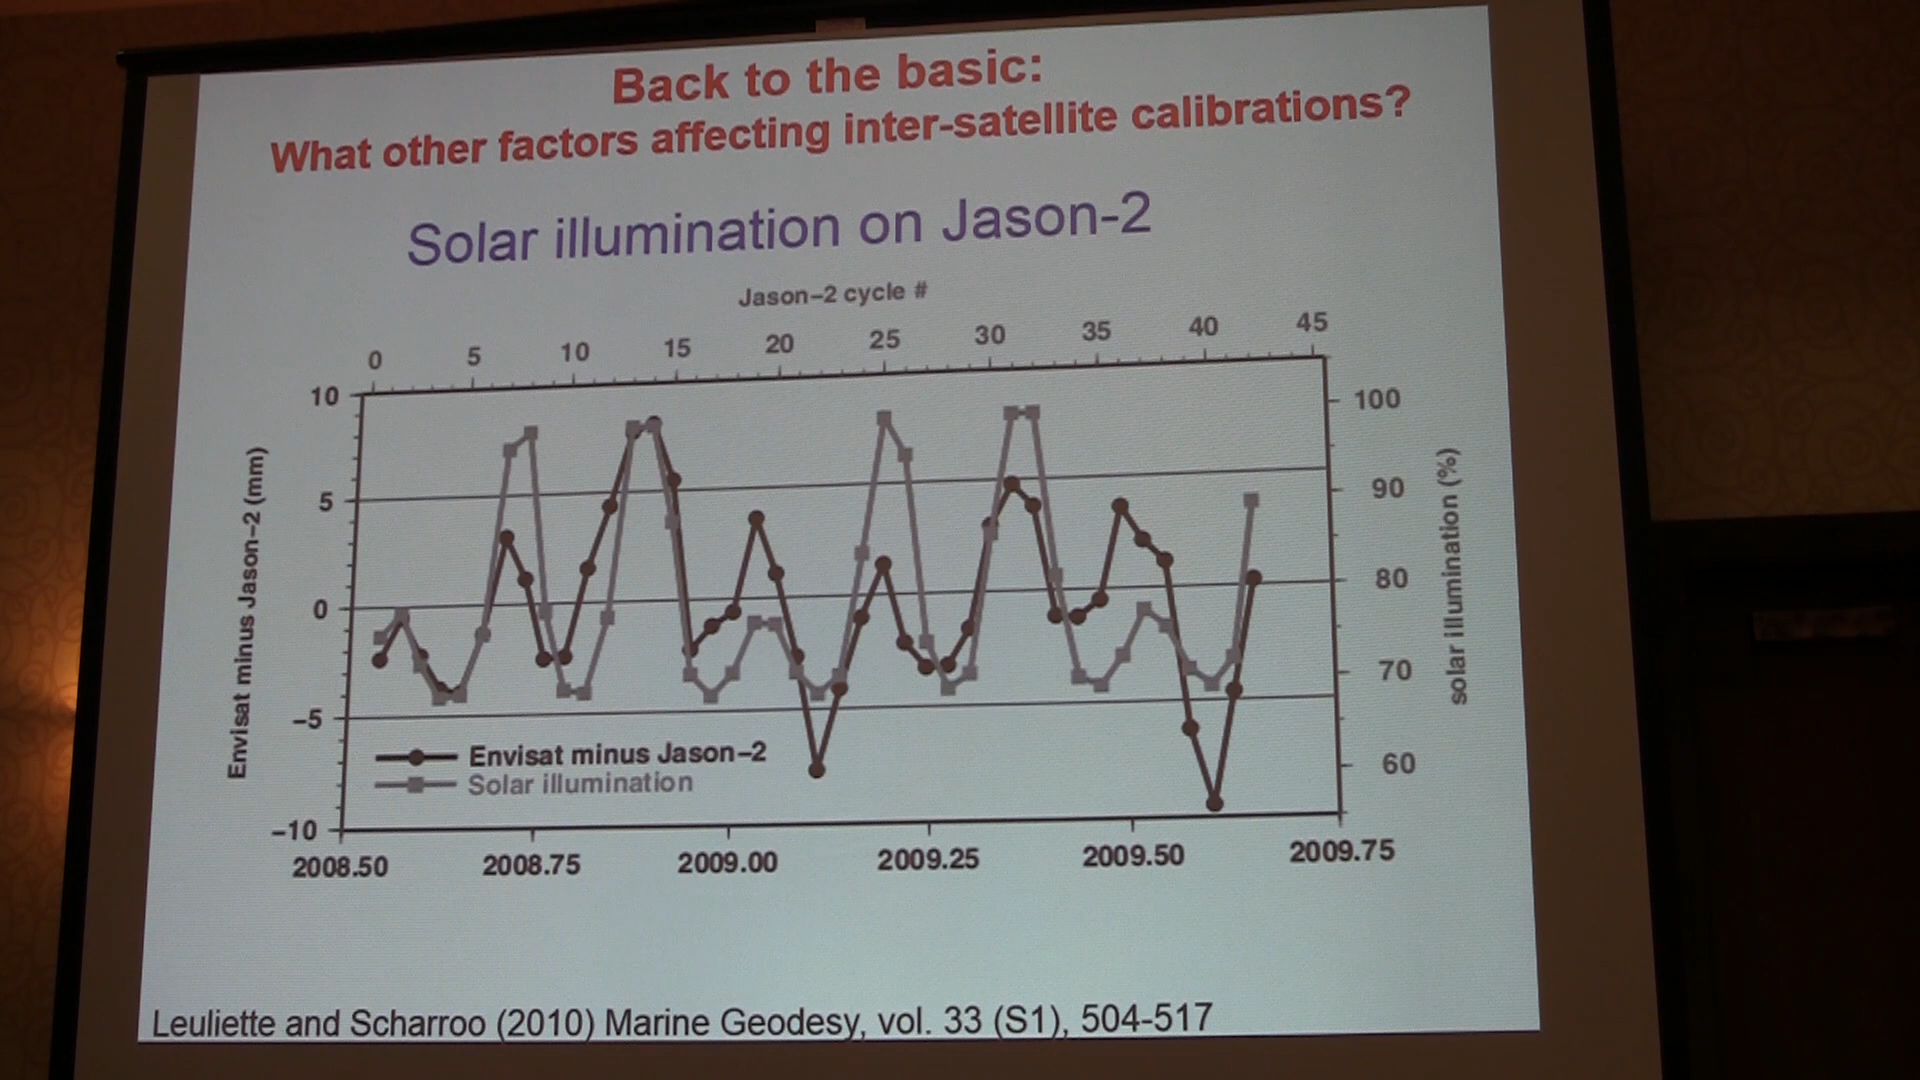 Back to the basic:
What other factors affecting inter-satellite calibrations?
Solar illumination on Jason-2
Jason-2 cycle #
0 5 10 15 20 25 30 35 40 45
10
5
0
-5
-10
Envisat minus Jason-2 (mm)
100
90
80
70
60
solar illumination (%)
Envisat minus Jason-2
Solar illumination
2008.50 2008.75 2009.00 2009.25 2009.50 2009.75
Leuliette and Scharroo (2010) Marine Geodesy, vol. 33 (S1), 504-517